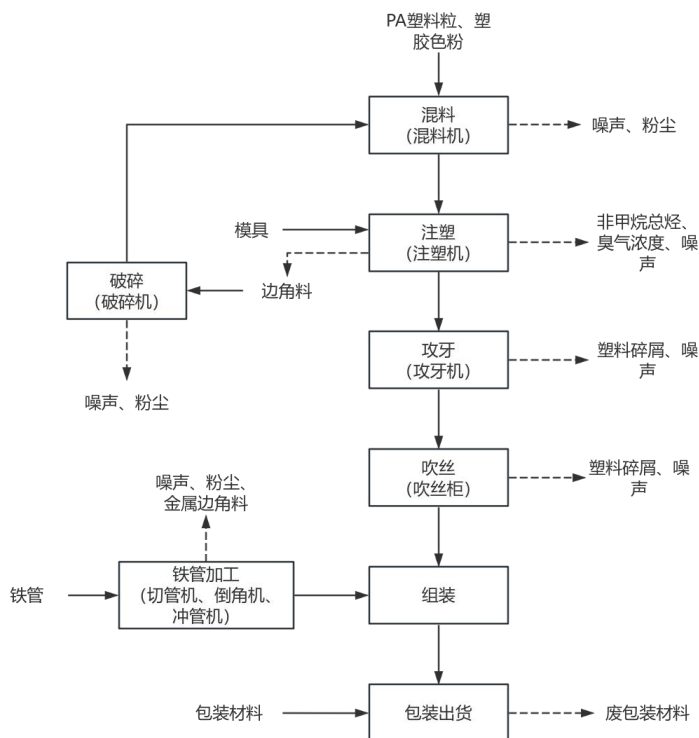 PA塑料粒、塑
胶色粉
混料
(混料机)
噪声、粉尘
模具
注塑
(注塑机)
非甲烷总烃、
臭气浓度、噪
声
破碎
(破碎机)
边角料
噪声、粉尘
攻牙
(攻牙机)
塑料碎屑、噪
声
吹丝
(吹丝柜)
塑料碎屑、噪
声
噪声、粉尘、
金属边角料
铁管
铁管加工
(切管机、倒角机、
冲管机)
组装
包装材料
包装出货
废包装材料